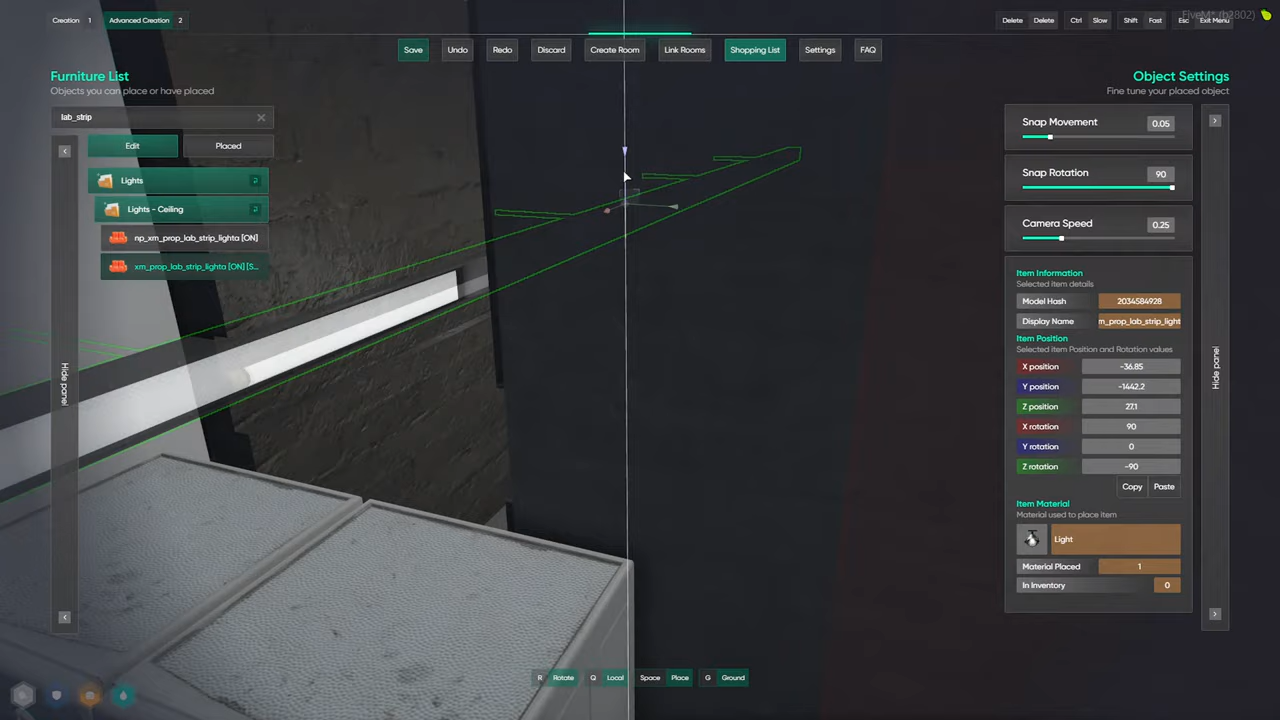 Creation 1 Advanced Creation 2
Delete Delete Ctrl Slow Shift Fast Esc Exit Menu
FiveM* (b2802)
Save Undo Redo Discard Create Room Link Rooms Shopping List Settings FAQ
Furniture List
Objects you can place or have placed
lab_strip
Edit Placed
Lights
Lights - Ceiling
np_xm_prop_lab_strip_lighta [ON]
xm_prop_lab_strip_lighta [ON] [S...
Hide panel
Object Settings
Fine tune your placed object
Snap Movement 0.05
Snap Rotation 90
Camera Speed 0.25
Item Information
Selected item details
Model Hash 2034584928
Display Name m_prop_lab_strip_light
Item Position
Selected item Position and Rotation values
X position -36.85
Y position -1442.2
Z position 27.1
X rotation 90
Y rotation 0
Z rotation -90
Copy Paste
Item Material
Material used to place item
Light
Material Placed 1
In Inventory 0
Hide panel
R Rotate Q Local Space Place G Ground